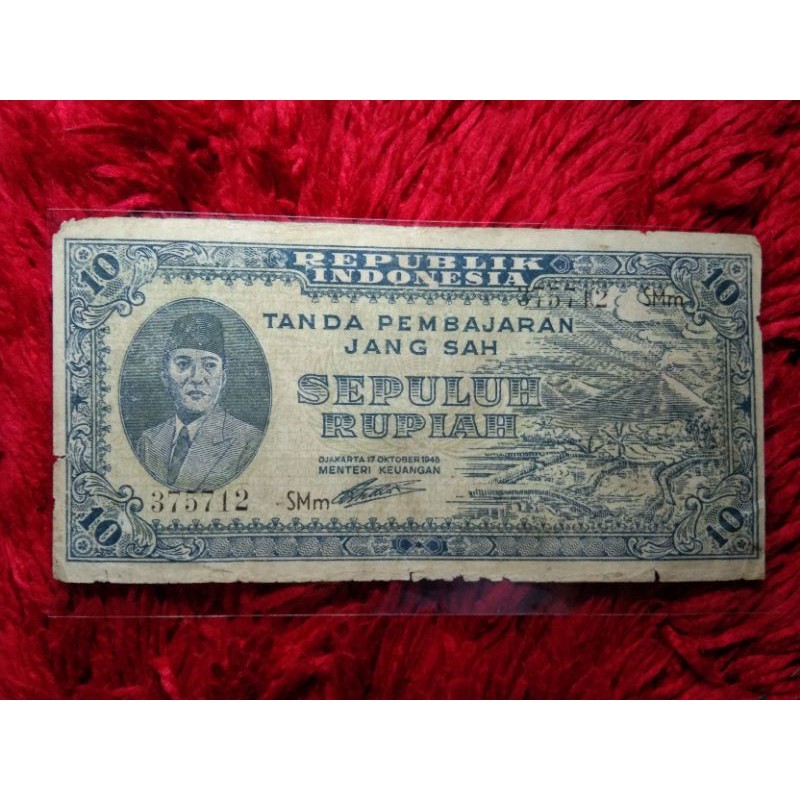 10
REPUBLIK
INDONESIA
10
375712 SMm
TANDA PEMBAJARAN
JANG SAH
SEPULUH
RUPIAH
DJAKARTA 17 OKTOBER 1945
MENTERI KEUANGAN
375712 SMm
10
10